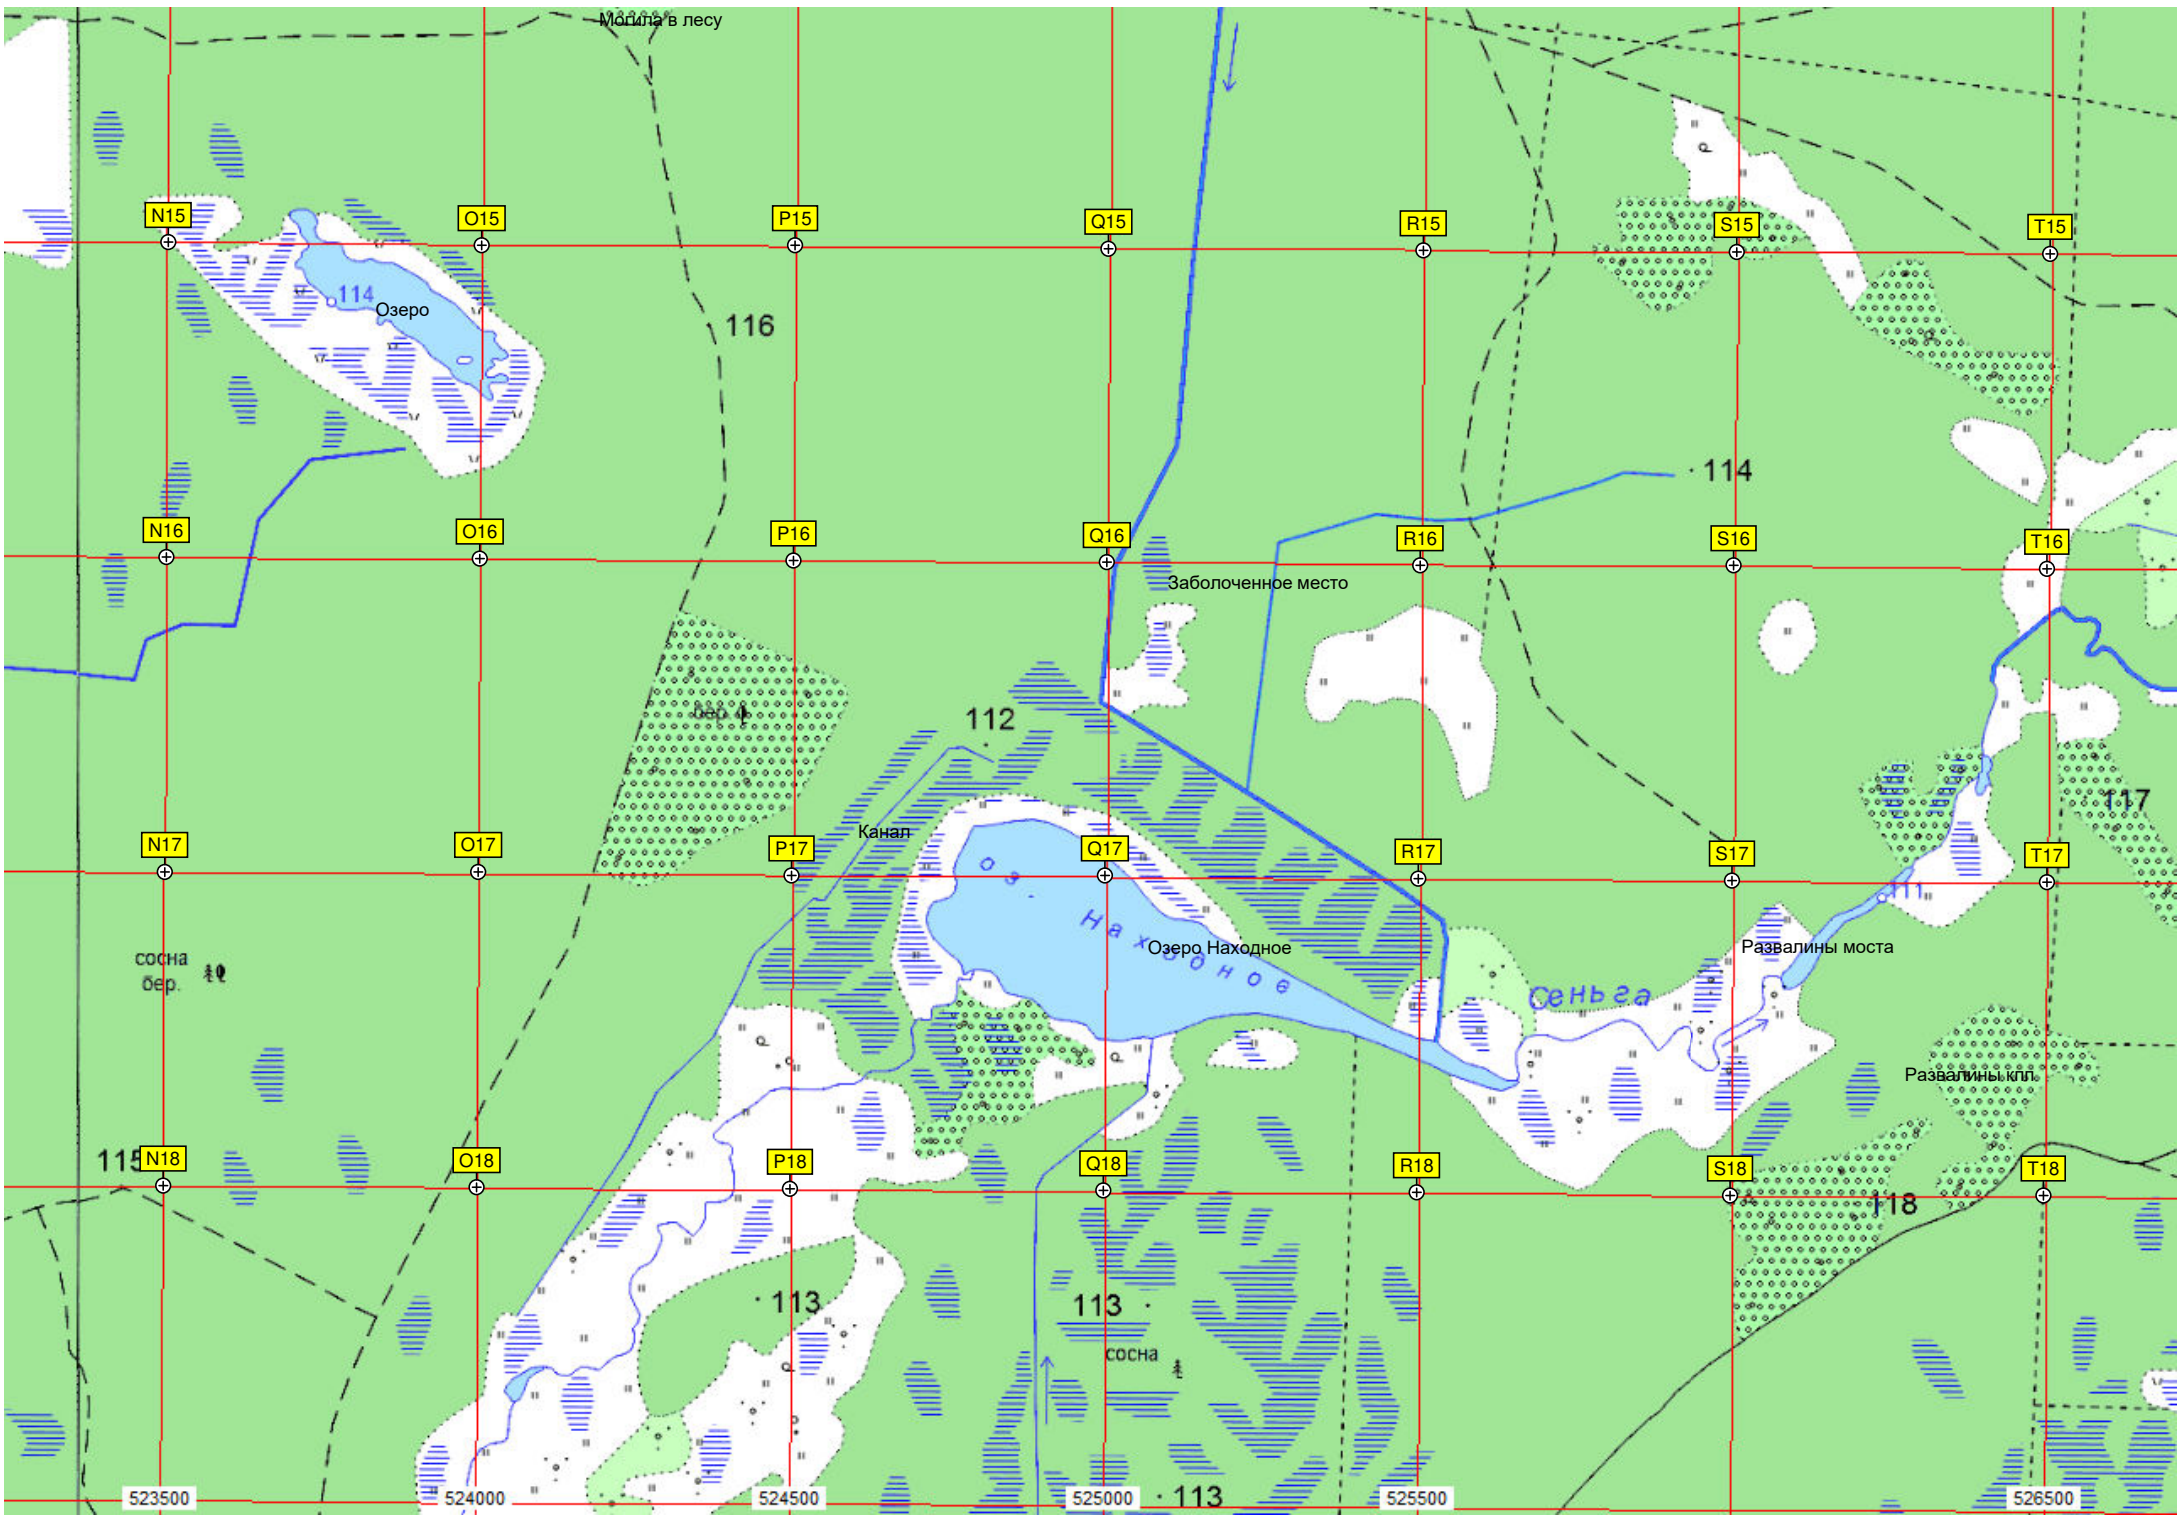 Могила в лесу
N15
O15
P15
Q15
R15
S15
T15
114
Озеро
116
114
N16
O16
P16
Q16
R16
S16
T16
Заболоченное место
бер.
112
117
Канал
N17
O17
P17
Q17
R17
S17
T17
111
оз. Находное
Озеро Находное
Развалины моста
сосна
бер.
Сеньга
Развалины кпп
115
N18
O18
P18
Q18
R18
S18
T18
118
113
113
сосна
113
523500
524000
524500
525000
525500
526500